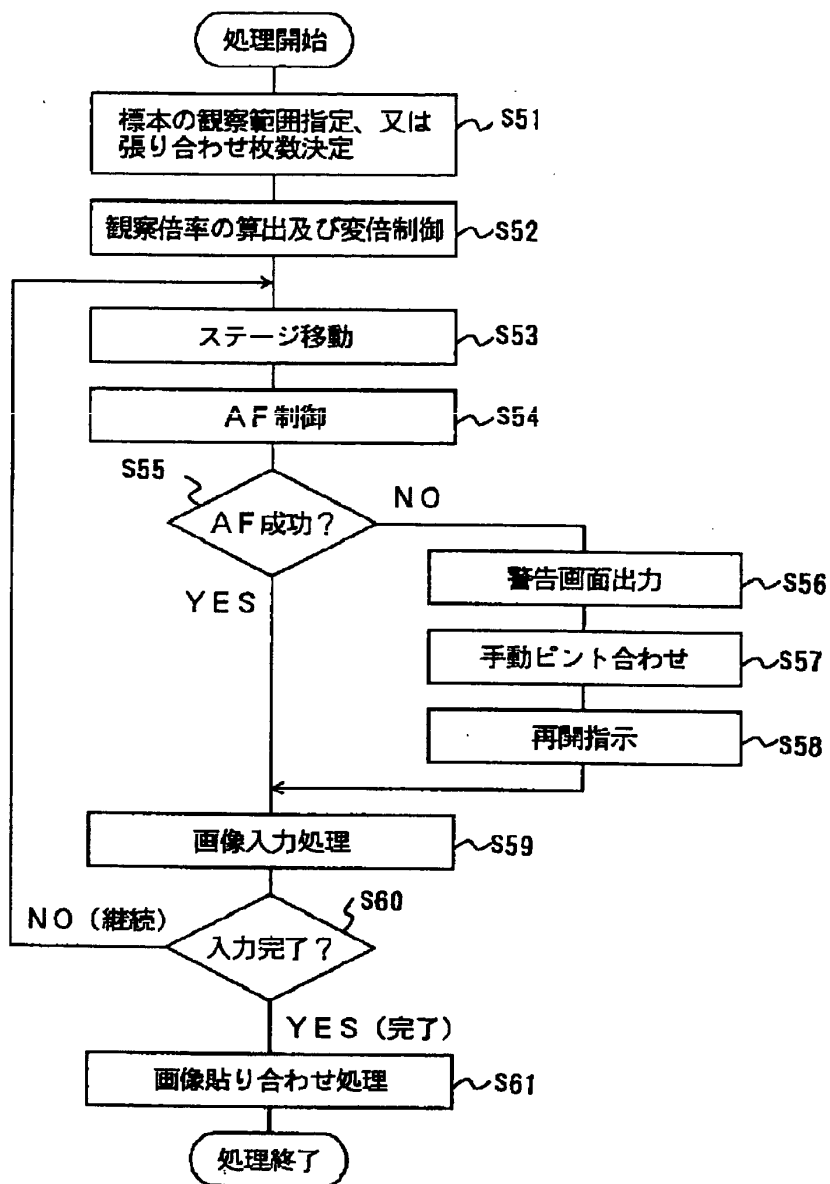 処理開始
標本の観察範囲指定、又は
張り合わせ枚数決定
S51
観察倍率の算出及び変倍制御
S52
ステージ移動
S53
AF制御
S54
S55
AF成功?
NO
YES
警告画面出力
S56
手動ピント合わせ
S57
再開指示
S58
画像入力処理
S59
S60
NO(継続)
入力完了?
YES(完了)
画像貼り合わせ処理
S61
処理終了